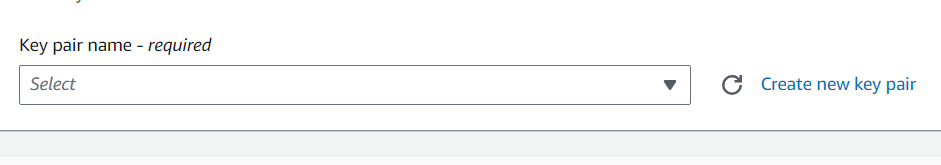 Key pair name - required
Select
Create new key pair